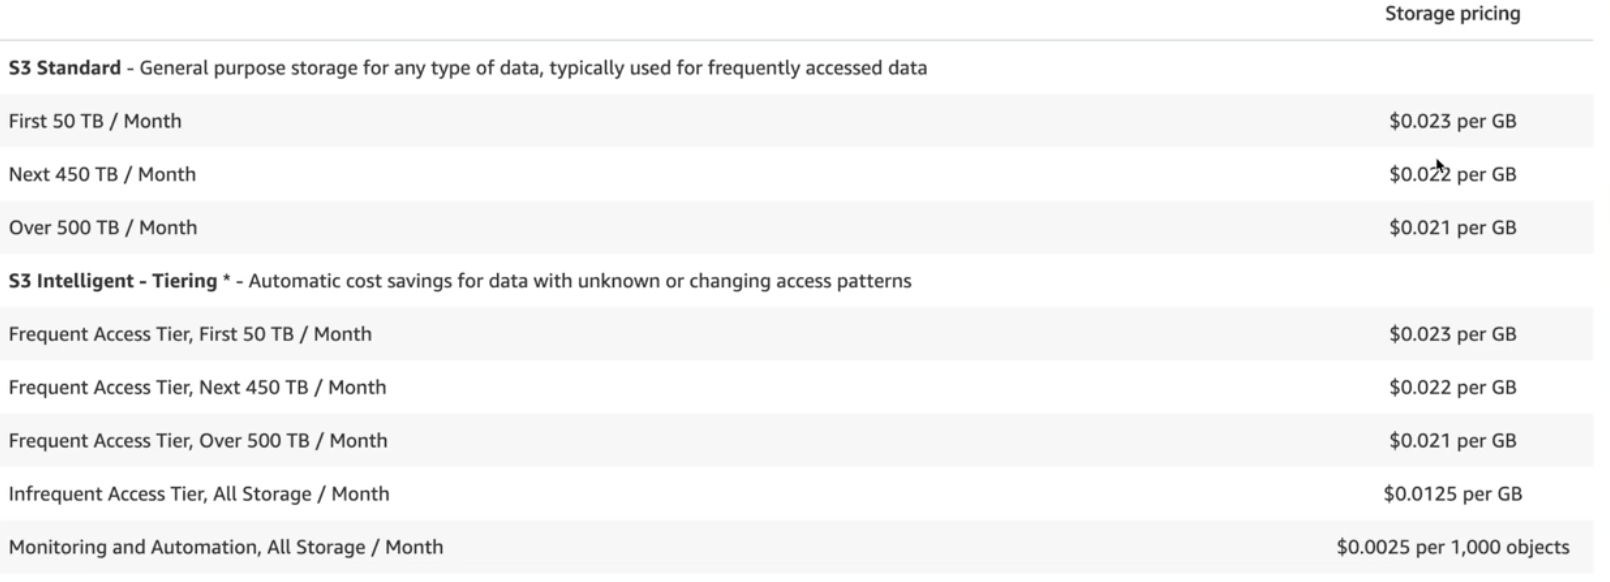 Storage pricing
S3 Standard - General purpose storage for any type of data, typically used for frequently accessed data
First 50 TB / Month $0.023 per GB
Next 450 TB / Month $0.022 per GB
Over 500 TB / Month $0.021 per GB
S3 Intelligent - Tiering * - Automatic cost savings for data with unknown or changing access patterns
Frequent Access Tier, First 50 TB / Month $0.023 per GB
Frequent Access Tier, Next 450 TB / Month $0.022 per GB
Frequent Access Tier, Over 500 TB / Month $0.021 per GB
Infrequent Access Tier, All Storage / Month $0.0125 per GB
Monitoring and Automation, All Storage / Month $0.0025 per 1,000 objects